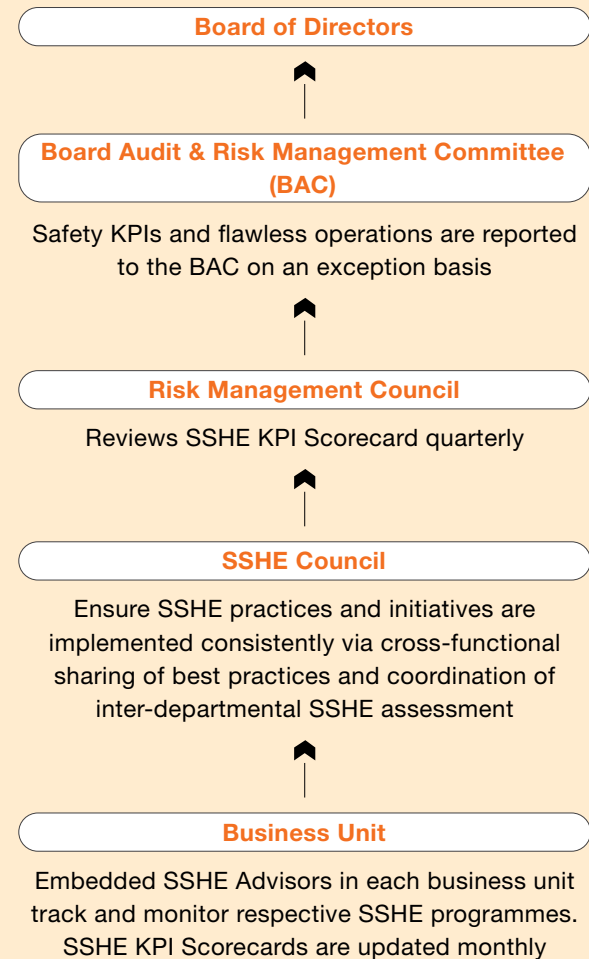 Board of Directors
Board Audit & Risk Management Committee
(BAC)
Safety KPIs and flawless operations are reported
to the BAC on an exception basis
Risk Management Council
Reviews SSHE KPI Scorecard quarterly
SSHE Council
Ensure SSHE practices and initiatives are
implemented consistently via cross-functional
sharing of best practices and coordination of
inter-departmental SSHE assessment
Business Unit
Embedded SSHE Advisors in each business unit
track and monitor respective SSHE programmes.
SSHE KPI Scorecards are updated monthly